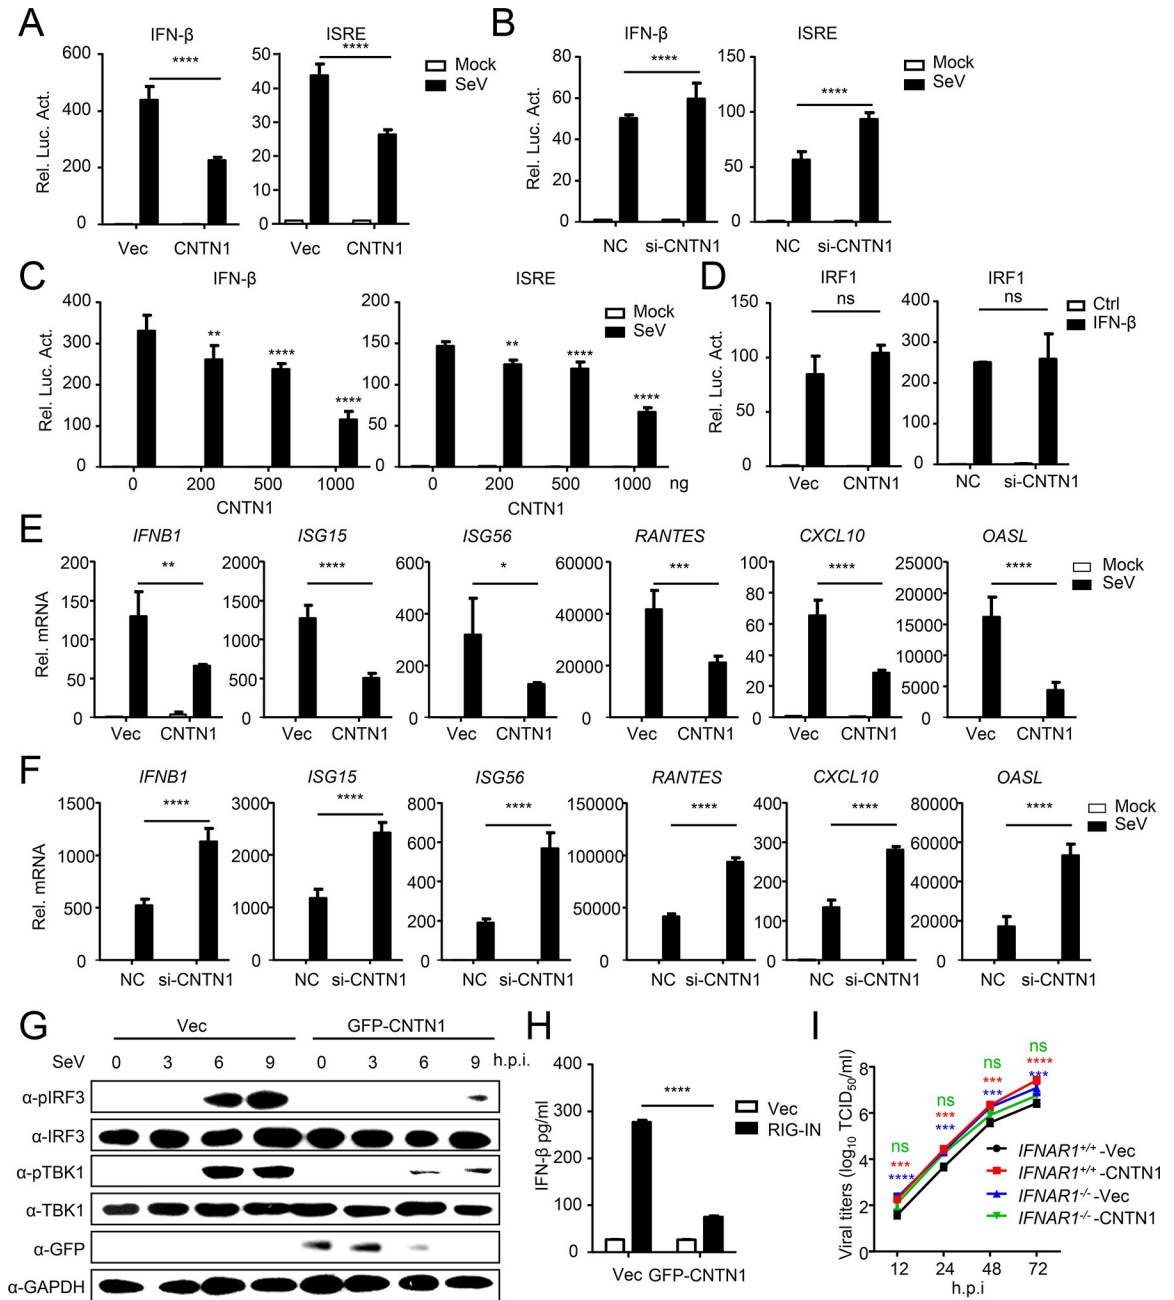 A
IFN-β
ISRE
****
****
Mock
SeV
Rel. Luc. Act.
600
400
200
0
50
40
30
20
10
0
Vec CNTN1
Vec CNTN1
B
IFN-β
ISRE
****
****
Mock
SeV
Rel. Luc. Act.
80
60
40
20
0
150
100
50
0
NC si-CNTN1
NC si-CNTN1
C
IFN-β
ISRE
Mock
SeV
Rel. Luc. Act.
400
300
200
100
0
** **** ****
200
150
100
50
0
** **** ****
0 200 500 1000
0 200 500 1000 ng
CNTN1
CNTN1
D
IRF1
IRF1
ns
ns
Ctrl
IFN-β
Rel. Luc. Act.
150
100
50
0
400
300
200
100
0
Vec CNTN1
NC si-CNTN1
E
IFNB1 ISG15 ISG56 RANTES CXCL10 OASL
** **** * *** **** ****
Mock
SeV
Rel. mRNA
200
150
100
50
0
2000
1500
1000
500
0
600
400
200
0
60000
40000
20000
0
100
80
60
40
20
0
25000
20000
15000
10000
5000
0
Vec CNTN1 Vec CNTN1 Vec CNTN1 Vec CNTN1 Vec CNTN1 Vec CNTN1
F
IFNB1 ISG15 ISG56 RANTES CXCL10 OASL
**** **** **** **** **** ****
Mock
SeV
Rel. mRNA
1500
1000
500
0
3000
2000
1000
0
800
600
400
200
0
150000
100000
50000
0
400
300
200
100
0
80000
60000
40000
20000
0
NC si-CNTN1 NC si-CNTN1 NC si-CNTN1 NC si-CNTN1 NC si-CNTN1 NC si-CNTN1
G
Vec GFP-CNTN1
SeV 0 3 6 9 0 3 6 9 h.p.i.
α-pIRF3
α-IRF3
α-pTBK1
α-TBK1
α-GFP
α-GAPDH
H
IFN-β pg/ml
400
300
200
100
0
****
Vec
RIG-IN
Vec GFP-CNTN1
I
Viral titers (log10 TCID50/ml)
8
6
4
2
0
ns
***
****
ns
***
***
ns
***
***
ns
****
***
IFNAR1+/+-Vec
IFNAR1+/+-CNTN1
IFNAR1-/--Vec
IFNAR1-/--CNTN1
12 24 48 72
h.p.i